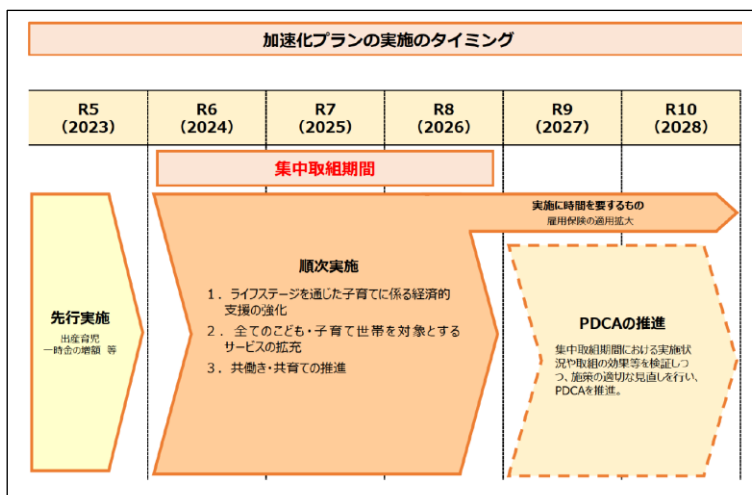 加速化プランの実施のタイミング
R5 R6 R7 R8 R9 R10
（2023） （2024） （2025） （2026） （2027） （2028）
集中取組期間
実施に時間を要するもの
雇用保険の適用拡大
先行実施
出産育児
一時金の増額 等
順次実施
１．ライフステージを通じた子育てに係る経済的
支援の強化
２．全てのこども・子育て世帯を対象とする
サービスの拡充
３．共働き・共育ての推進
PDCAの推進
集中取組期間における実施状
況や取組の効果等を検証しつ
つ、施策の適切な見直しを行い、
PDCAを推進。